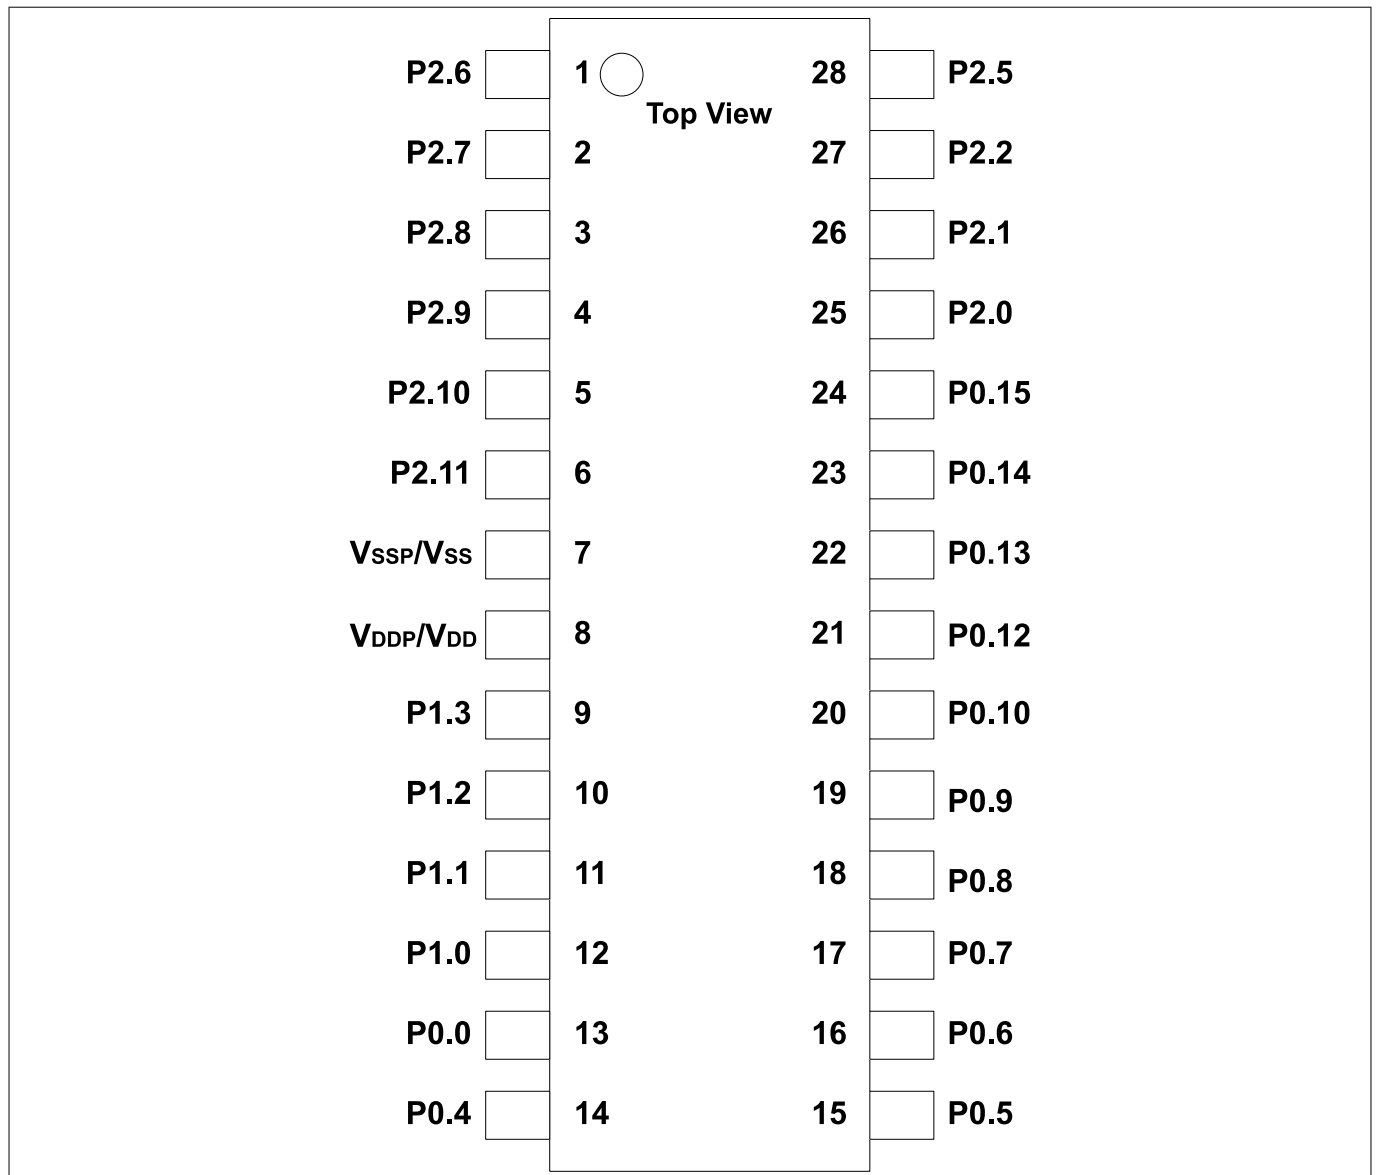 P2.6 1 28 P2.5
Top View
P2.7 2 27 P2.2
P2.8 3 26 P2.1
P2.9 4 25 P2.0
P2.10 5 24 P0.15
P2.11 6 23 P0.14
VSSP/VSS 7 22 P0.13
VDDP/VDD 8 21 P0.12
P1.3 9 20 P0.10
P1.2 10 19 P0.9
P1.1 11 18 P0.8
P1.0 12 17 P0.7
P0.0 13 16 P0.6
P0.4 14 15 P0.5